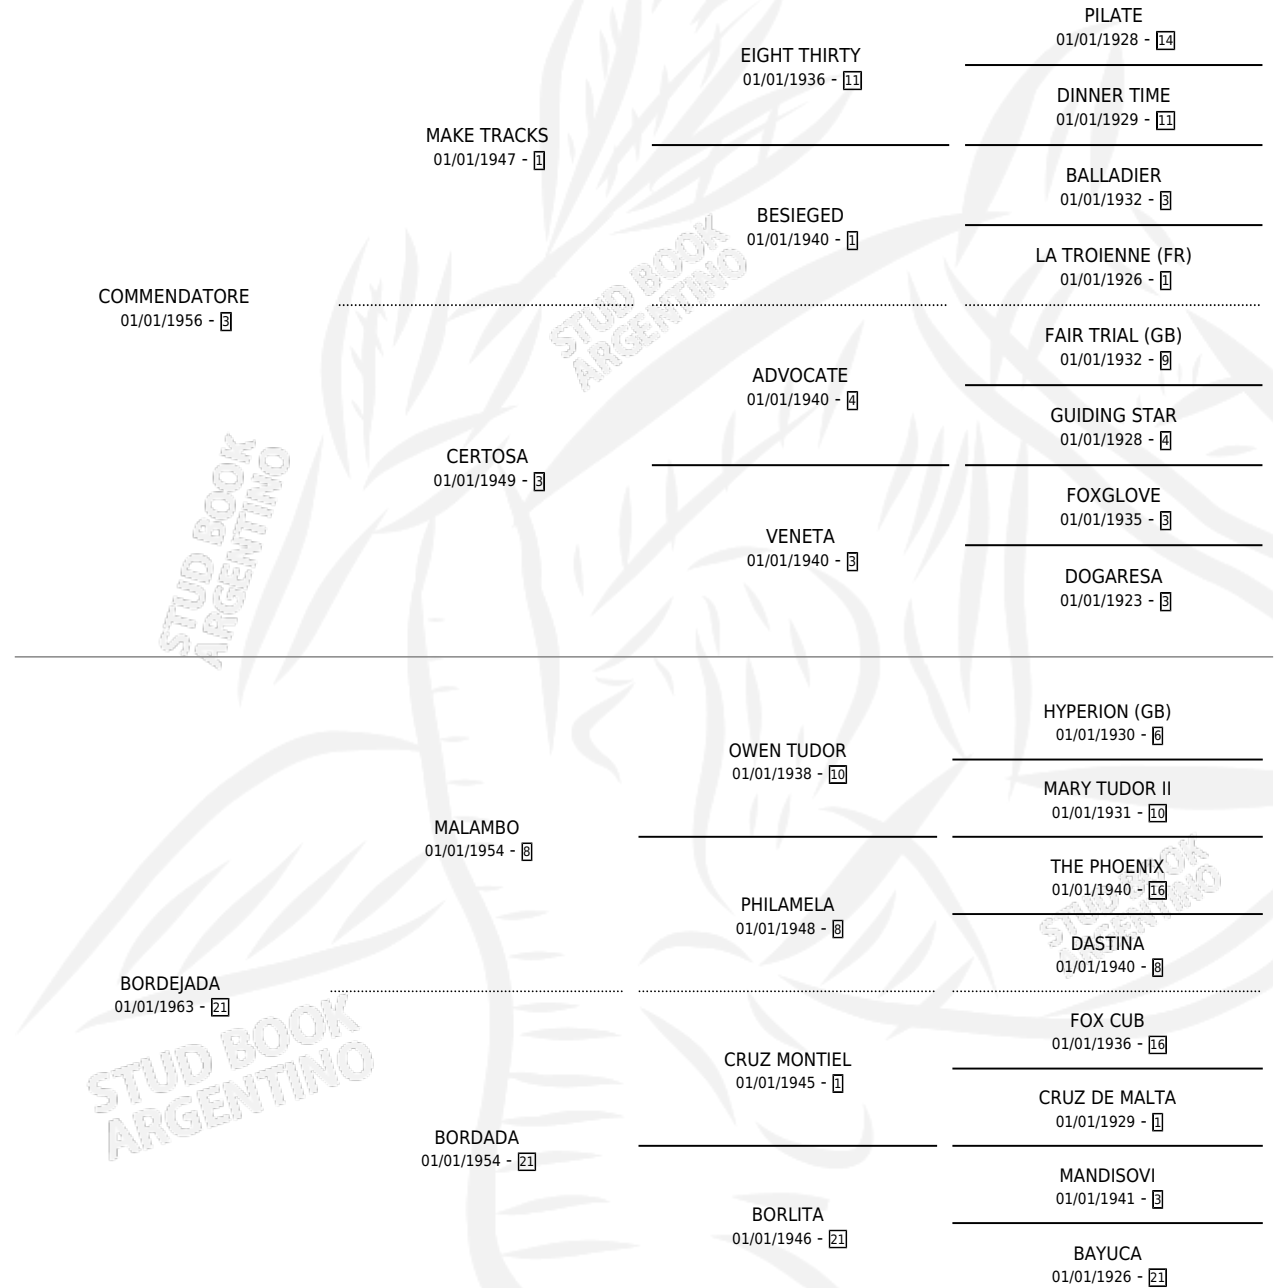 PILATE
01/01/1928 - 14
EIGHT THIRTY
01/01/1936 - 11
DINNER TIME
01/01/1929 - 11
MAKE TRACKS
01/01/1947 - 1
BALLADIER
01/01/1932 - 3
BESIEGED
01/01/1940 - 1
LA TROIENNE (FR)
01/01/1926 - 1
COMMENDATORE
01/01/1956 - 3
STUD BOOK
ARGENTINO
FAIR TRIAL (GB)
01/01/1932 - 9
ADVOCATE
01/01/1940 - 4
GUIDING STAR
01/01/1928 - 4
CERTOSA
01/01/1949 - 3
FOXGLOVE
01/01/1935 - 3
VENETA
01/01/1940 - 3
DOGARESA
01/01/1923 - 3
STUD BOOK
ARGENTINO
HYPERION (GB)
01/01/1930 - 6
OWEN TUDOR
01/01/1938 - 10
MARY TUDOR II
01/01/1931 - 10
MALAMBO
01/01/1954 - 8
THE PHOENIX
01/01/1940 - 16
PHILAMELA
01/01/1948 - 8
DASTINA
01/01/1940 - 8
STUD BOOK
ARGENTINO
BORDEJADA
01/01/1963 - 21
FOX CUB
01/01/1936 - 16
CRUZ MONTIEL
01/01/1945 - 1
CRUZ DE MALTA
01/01/1929 - 1
STUD BOOK
ARGENTINO
BORDADA
01/01/1954 - 21
MANDISOVI
01/01/1941 - 3
BORLITA
01/01/1946 - 21
BAYUCA
01/01/1926 - 21